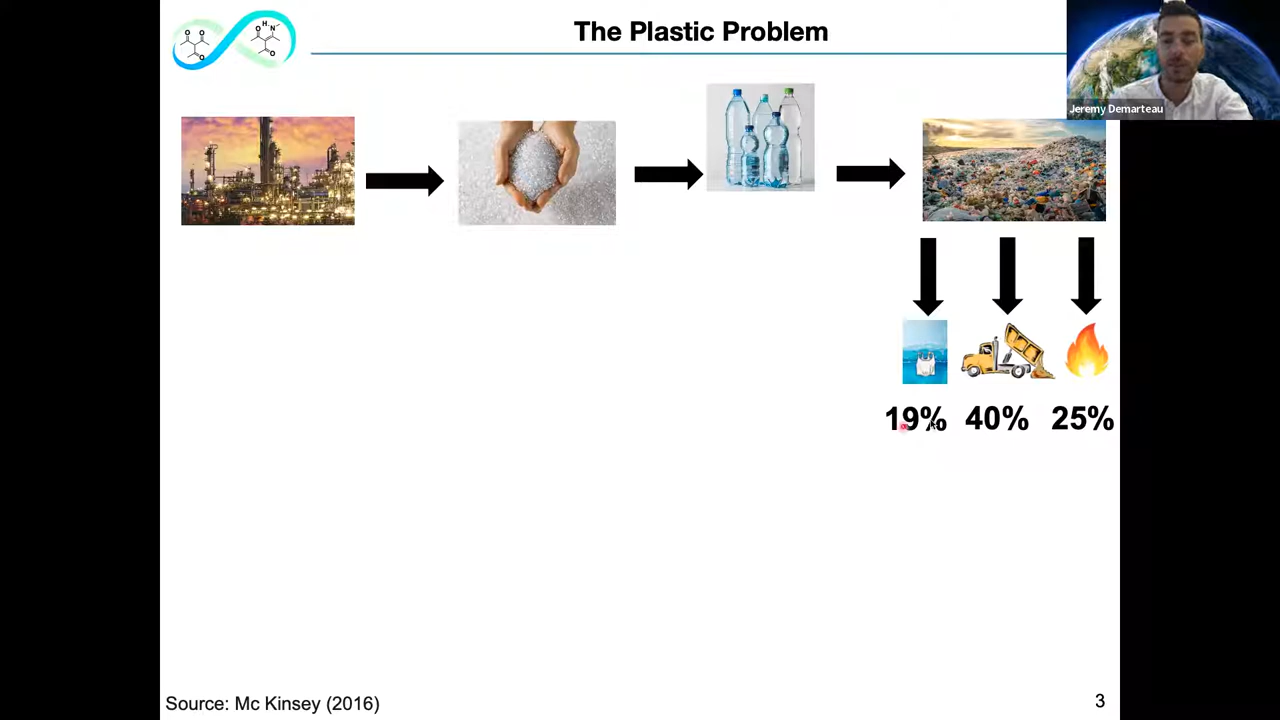 The Plastic Problem
Jeremy Demarteau
O
O
O
H
O
N
O
19%
40%
25%
Source: Mc Kinsey (2016)
3